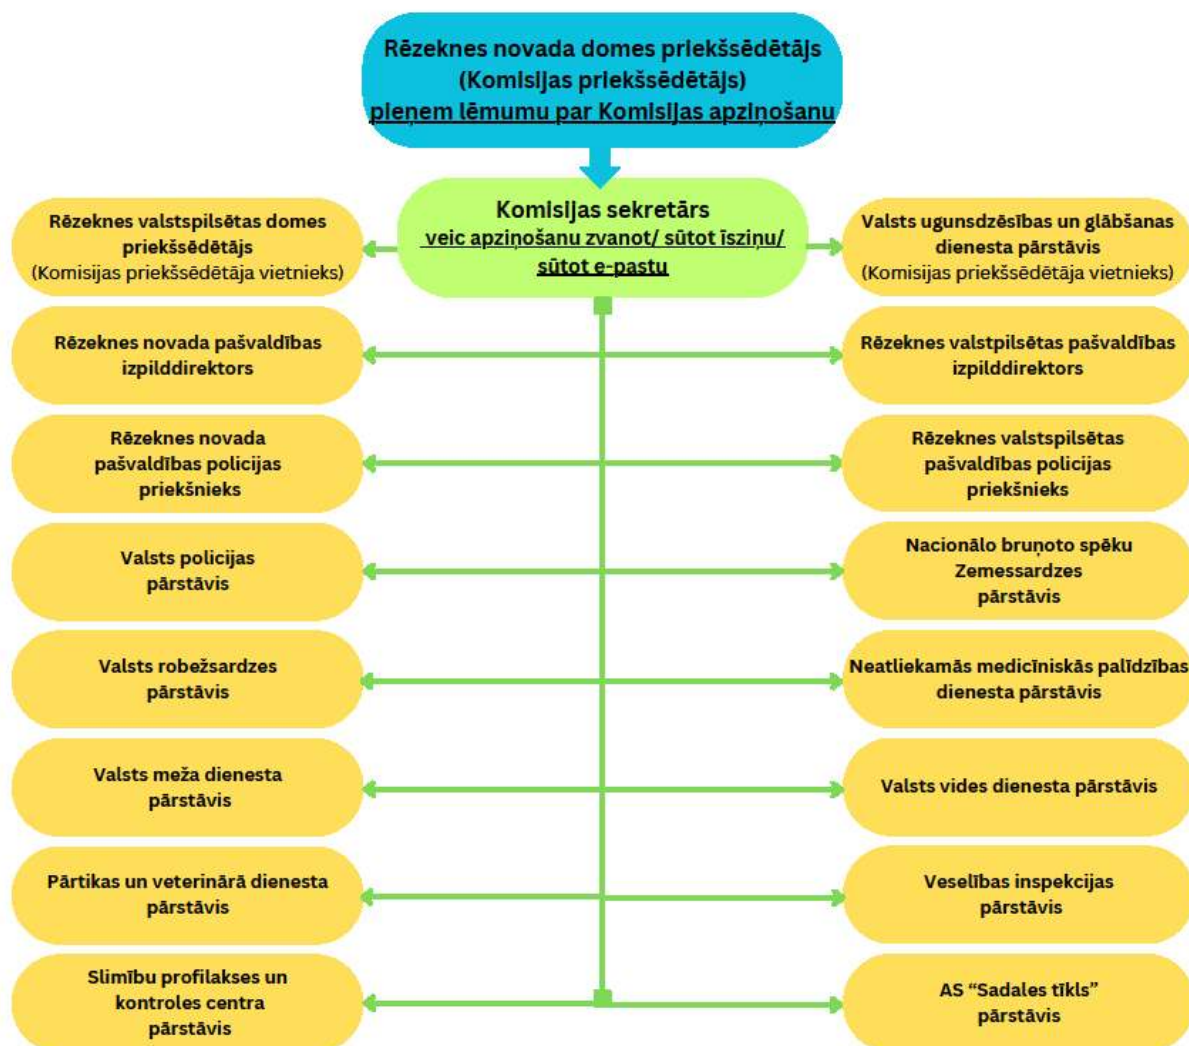 Rēzeknes novada domes priekšsēdētājs
(Komisijas priekšsēdētājs)
pieņem lēmumu par Komisijas apziņošanu
Komisijas sekretārs
veic apziņošanu zvanot/ sūtot īsziņu/
sūtot e-pastu
Rēzeknes valstspilsētas domes
priekšsēdētājs
(Komisijas priekšsēdētāja vietnieks)
Valsts ugunsdzēsības un glābšanas
dienesta pārstāvis
(Komisijas priekšsēdētāja vietnieks)
Rēzeknes novada pašvaldības
izpilddirektors
Rēzeknes valstpilsētas pašvaldības
izpilddirektors
Rēzeknes novada
pašvaldības policijas
priekšnieks
Rēzeknes valstspilsētas
pašvaldības policijas
priekšnieks
Valsts policijas
pārstāvis
Nacionālo bruņoto spēku
Zemessardzes
pārstāvis
Valsts robežsardzes
pārstāvis
Neatliekamās medicīniskās palīdzības
dienesta pārstāvis
Valsts meža dienesta
pārstāvis
Valsts vides dienesta pārstāvis
Pārtikas un veterinārā dienesta
pārstāvis
Veselības inspekcijas
pārstāvis
Slimību profilakses un
kontroles centra
pārstāvis
AS “Sadales tīkls”
pārstāvis